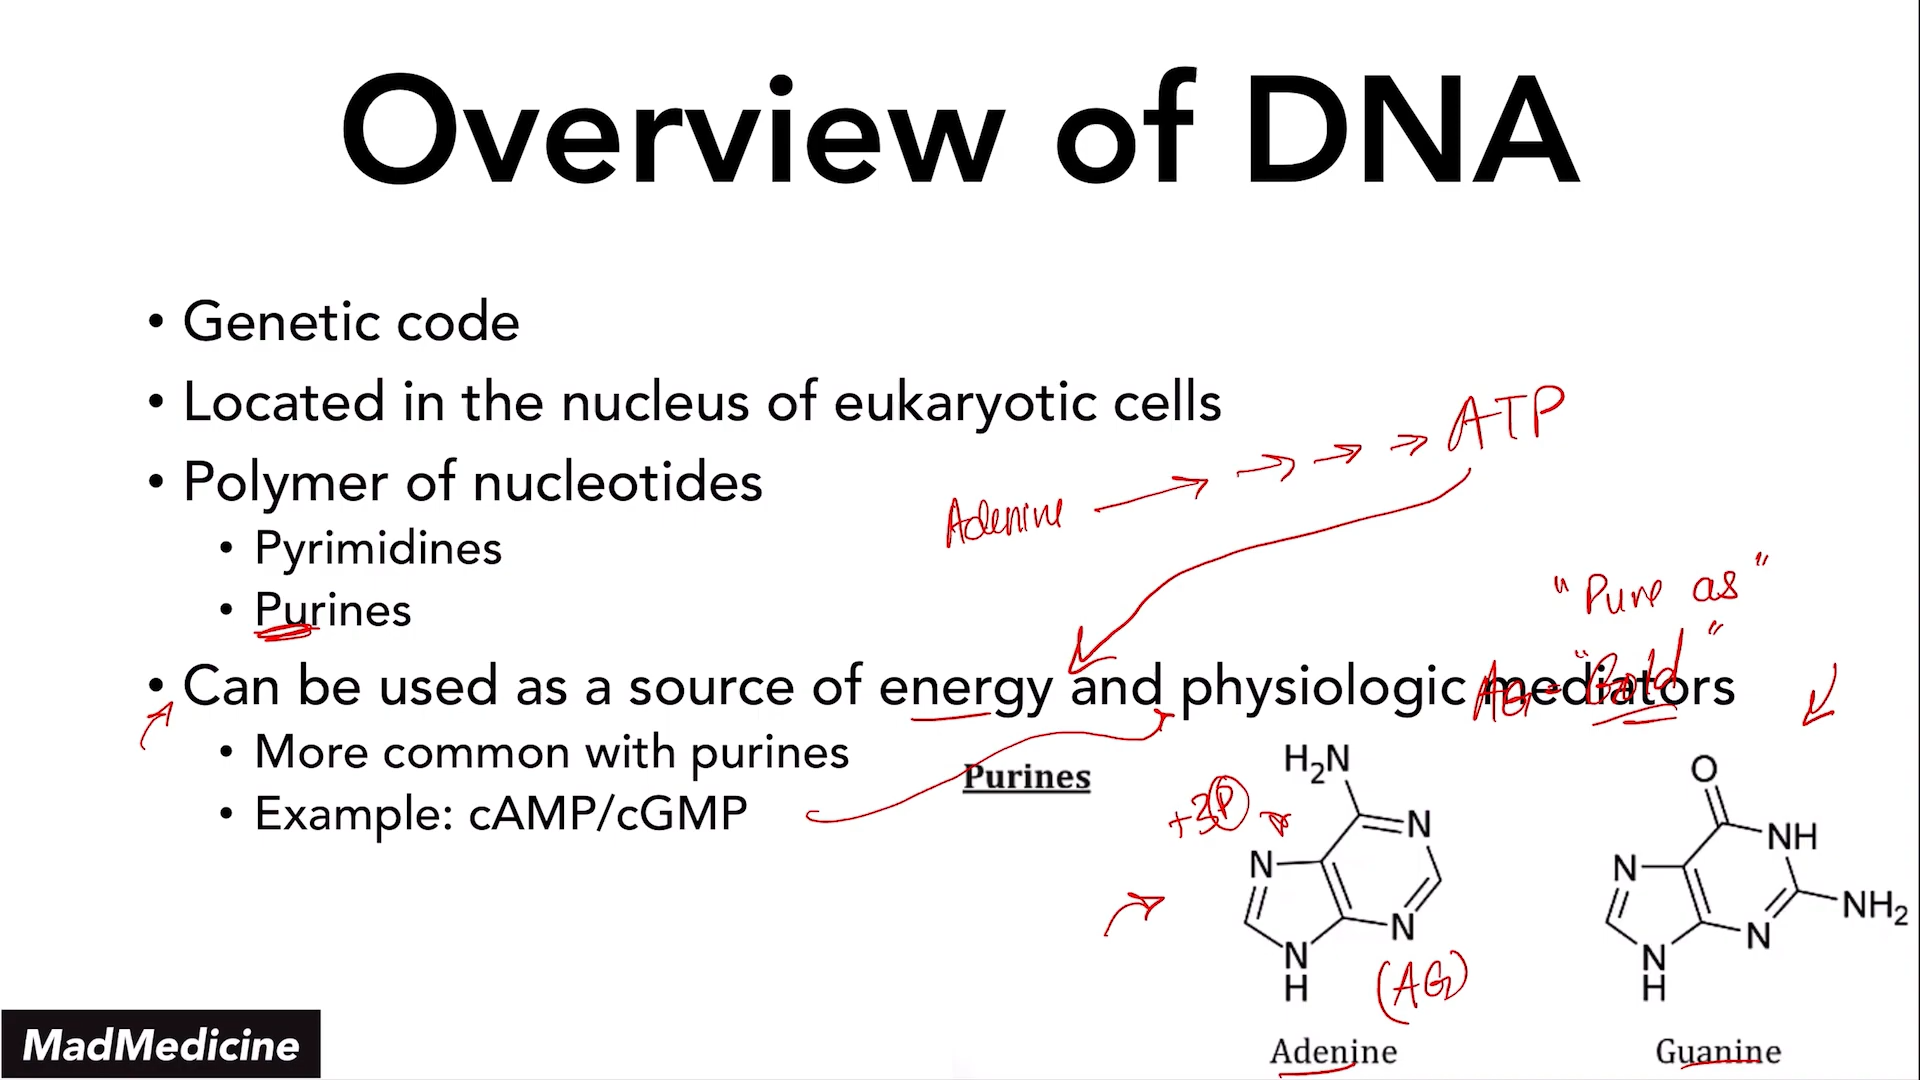 Overview of DNA
• Genetic code
• Located in the nucleus of eukaryotic cells
• Polymer of nucleotides
• Pyrimidines
• Purines
Adenine
ATP
"Pure as"
AG = "Gold"
• Can be used as a source of energy and physiologic mediators
• More common with purines
• Example: cAMP/cGMP
Purines
+3P
H₂N
N
N
N
N
H
(AG)
Adenine
O
NH
N
NH₂
N
N
H
Guanine
MadMedicine